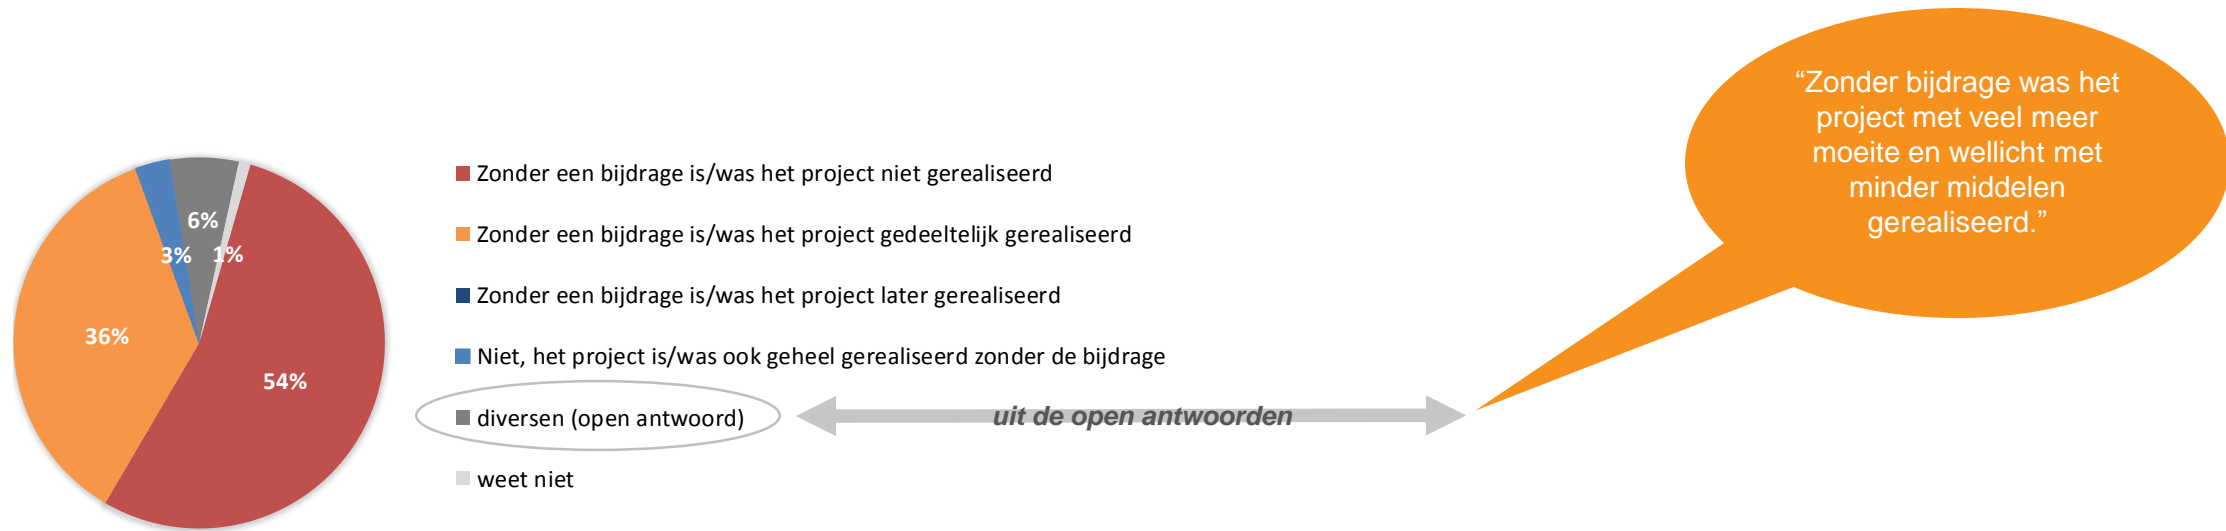 6%
3%
1%
36%
54%
Zonder een bijdrage is/was het project niet gerealiseerd
Zonder een bijdrage is/was het project gedeeltelijk gerealiseerd
Zonder een bijdrage is/was het project later gerealiseerd
Niet, het project is/was ook geheel gerealiseerd zonder de bijdrage
diversen (open antwoord)
weet niet
uit de open antwoorden
“Zonder bijdrage was het
project met veel meer
moeite en wellicht met
minder middelen
gerealiseerd.”